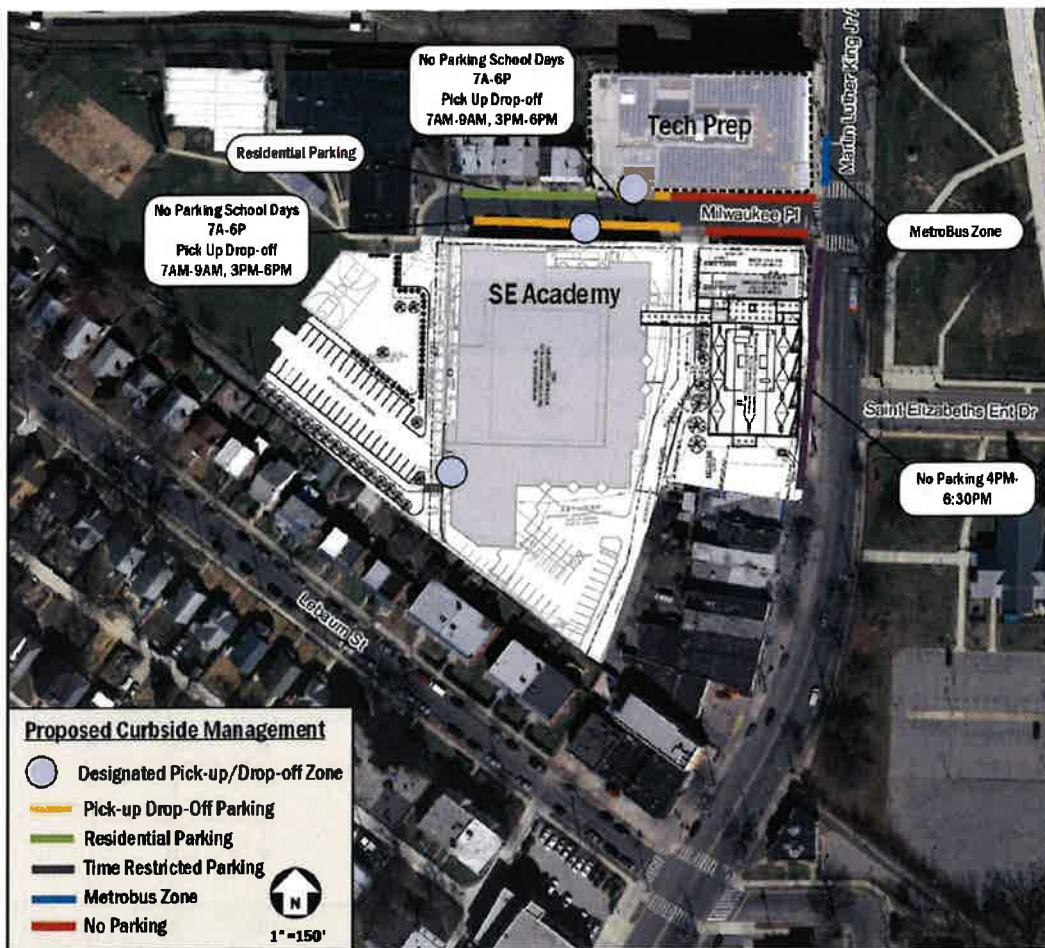 No Parking School Days
7A-6P
Pick Up Drop-off
7AM-9AM, 3PM-6PM
Tech Prep
Martin Luther King Jr A
Residential Parking
No Parking School Days
7A-6P
Pick Up Drop-off
7AM-9AM, 3PM-6PM
Milwaukee Pl
MetroBus Zone
SE Academy
Saint Elizabeths Ent Dr
No Parking 4PM-
6:30PM
Lebaum St
Proposed Curbside Management
Designated Pick-up/Drop-off Zone
Pick-up Drop-Off Parking
Residential Parking
Time Restricted Parking
Metrobus Zone
No Parking
N
1"=150'